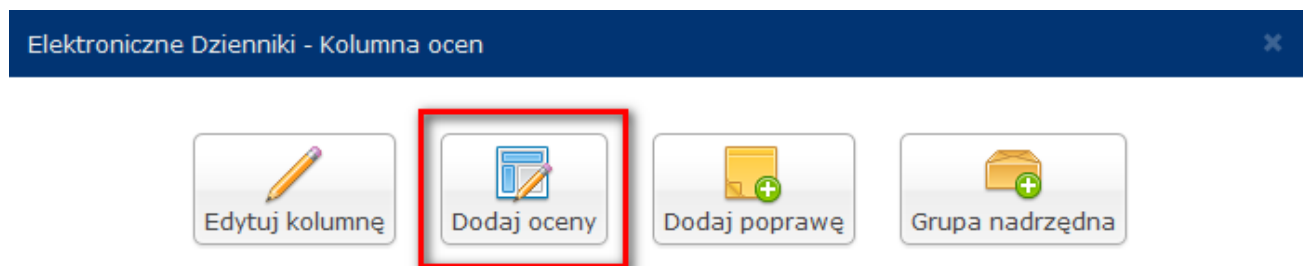 Elektroniczne Dzienniki - Kolumna ocen
Edytuj kolumnę
Dodaj oceny
Dodaj poprawę
Grupa nadrzędna